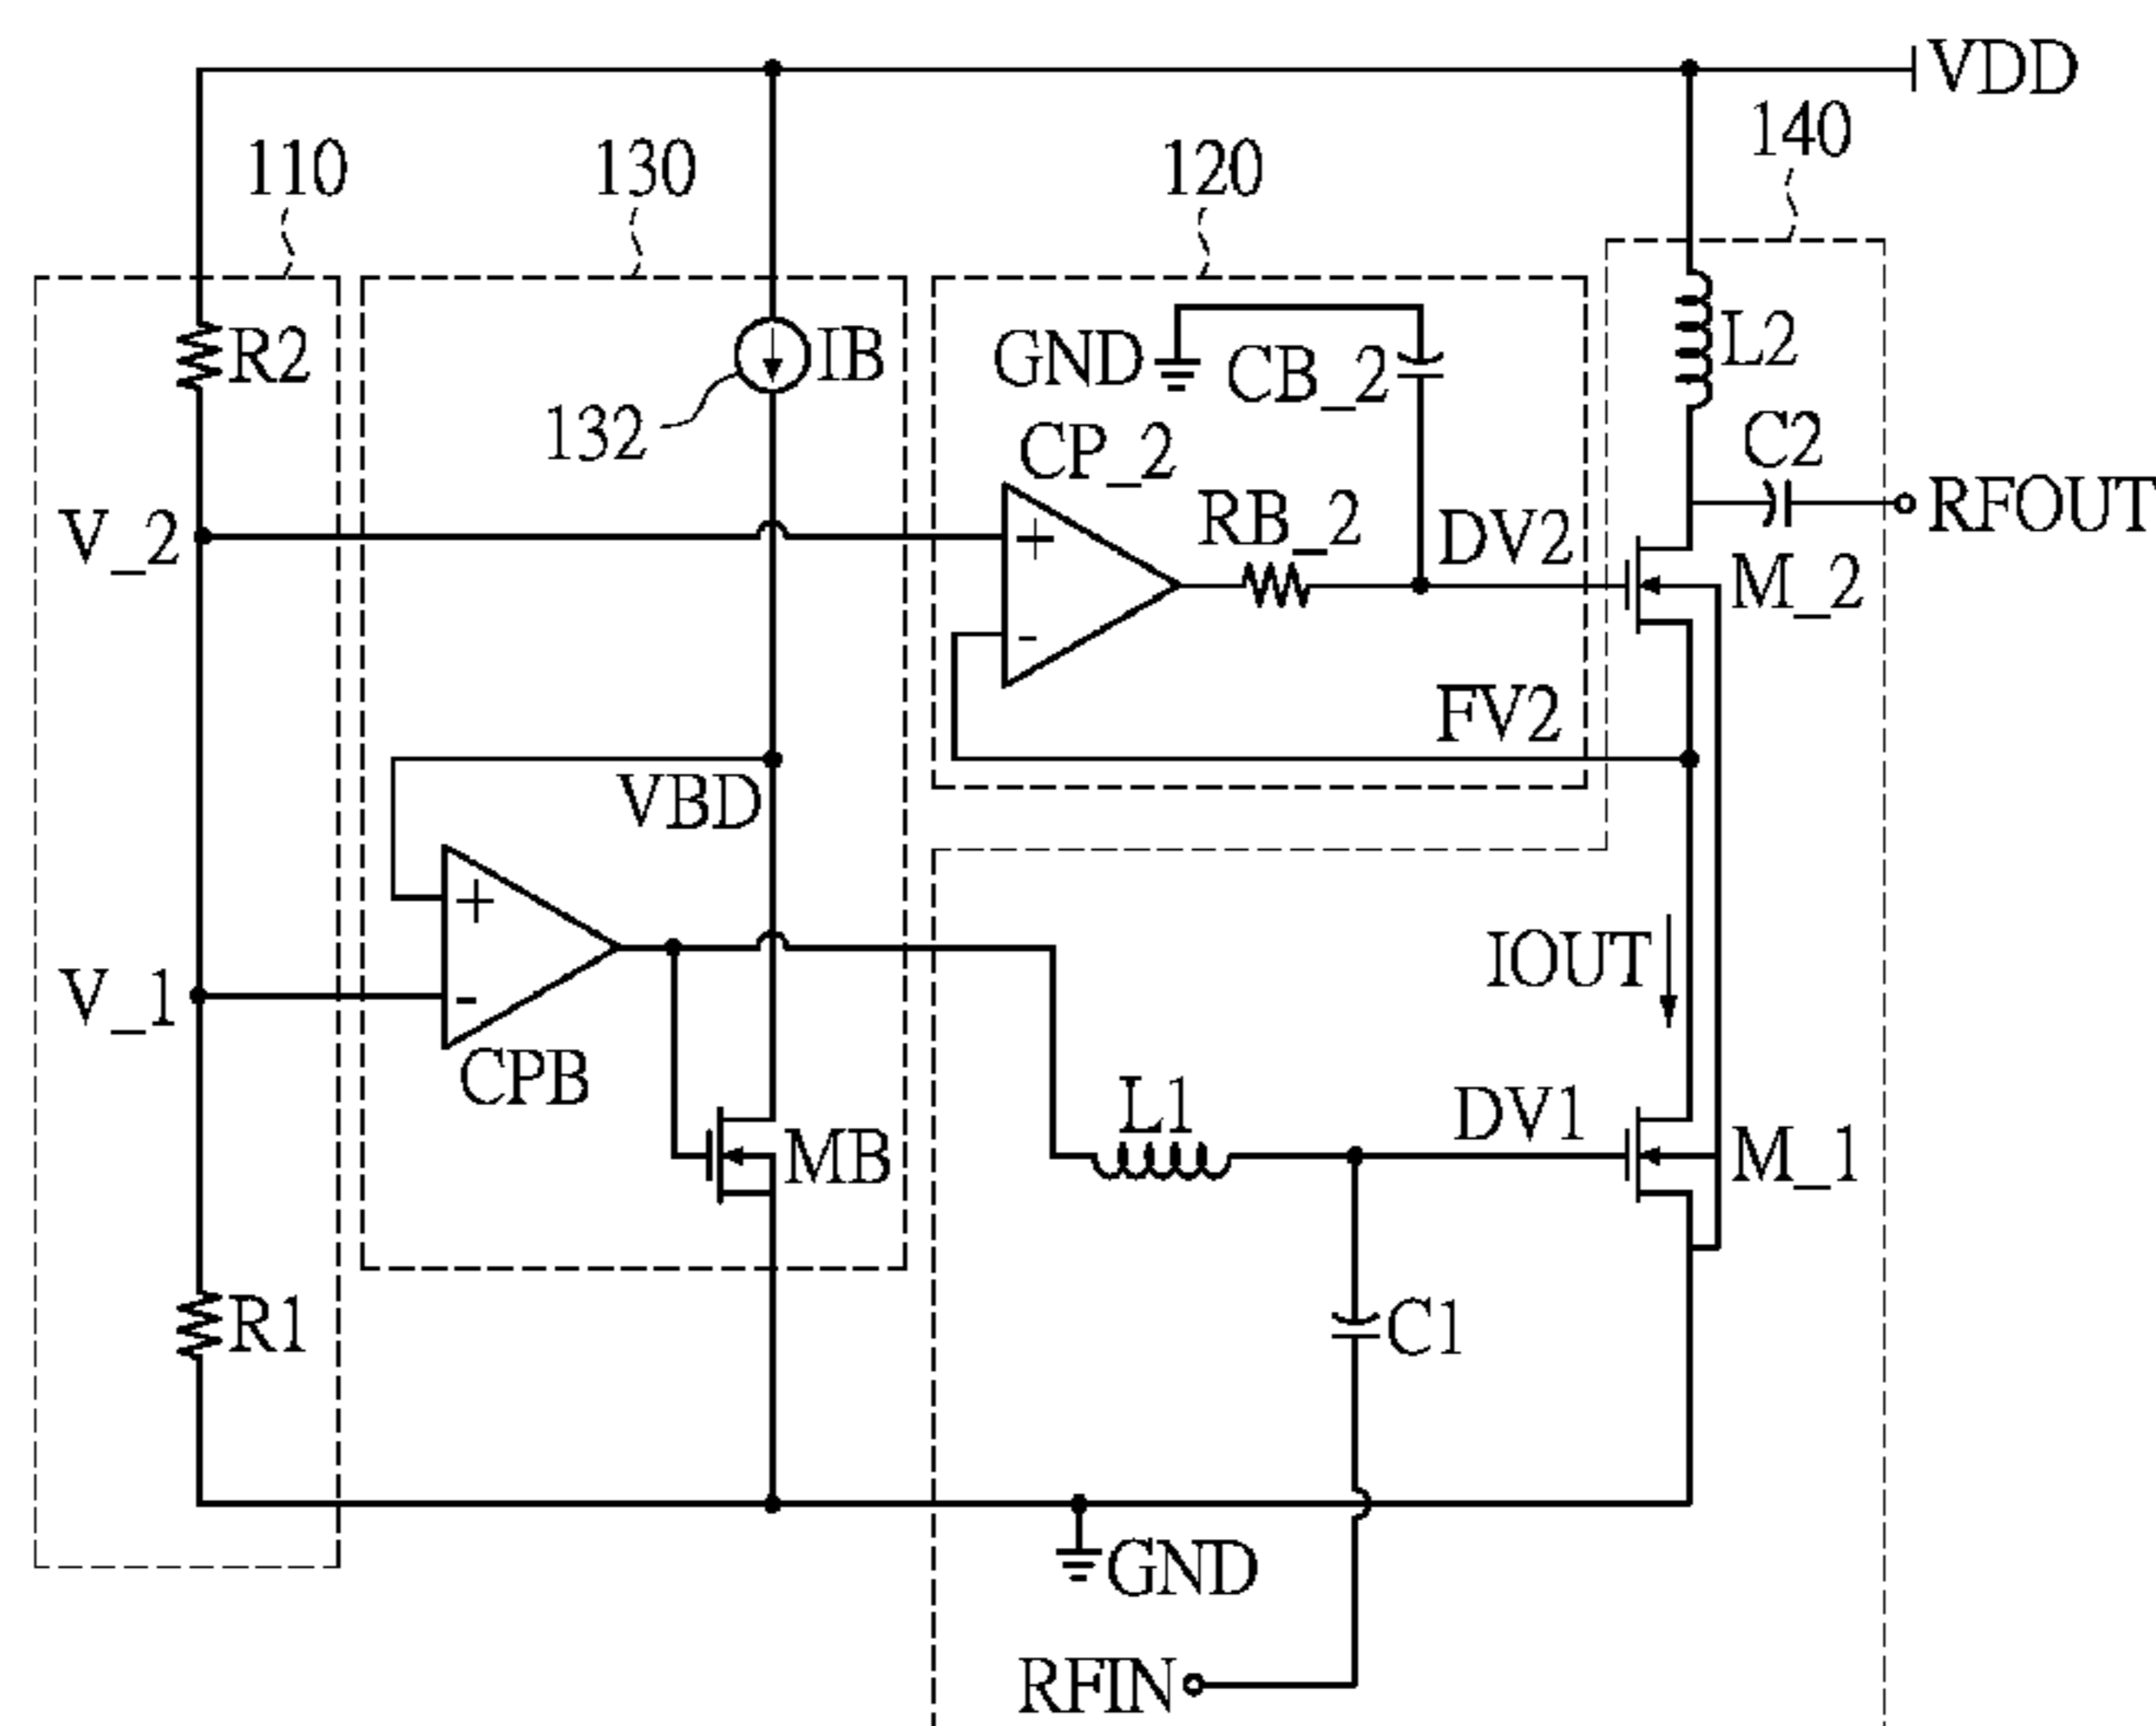 VDD
110
130
120
140
R2
IB
132
GND
CB_2
L2
CP_2
C2
V_2
RB_2
DV2
RFOUT
M_2
FV2
VBD
V_1
CPB
IOUT
L1
DV1
MB
M_1
R1
C1
GND
RFIN
+
-
+
-